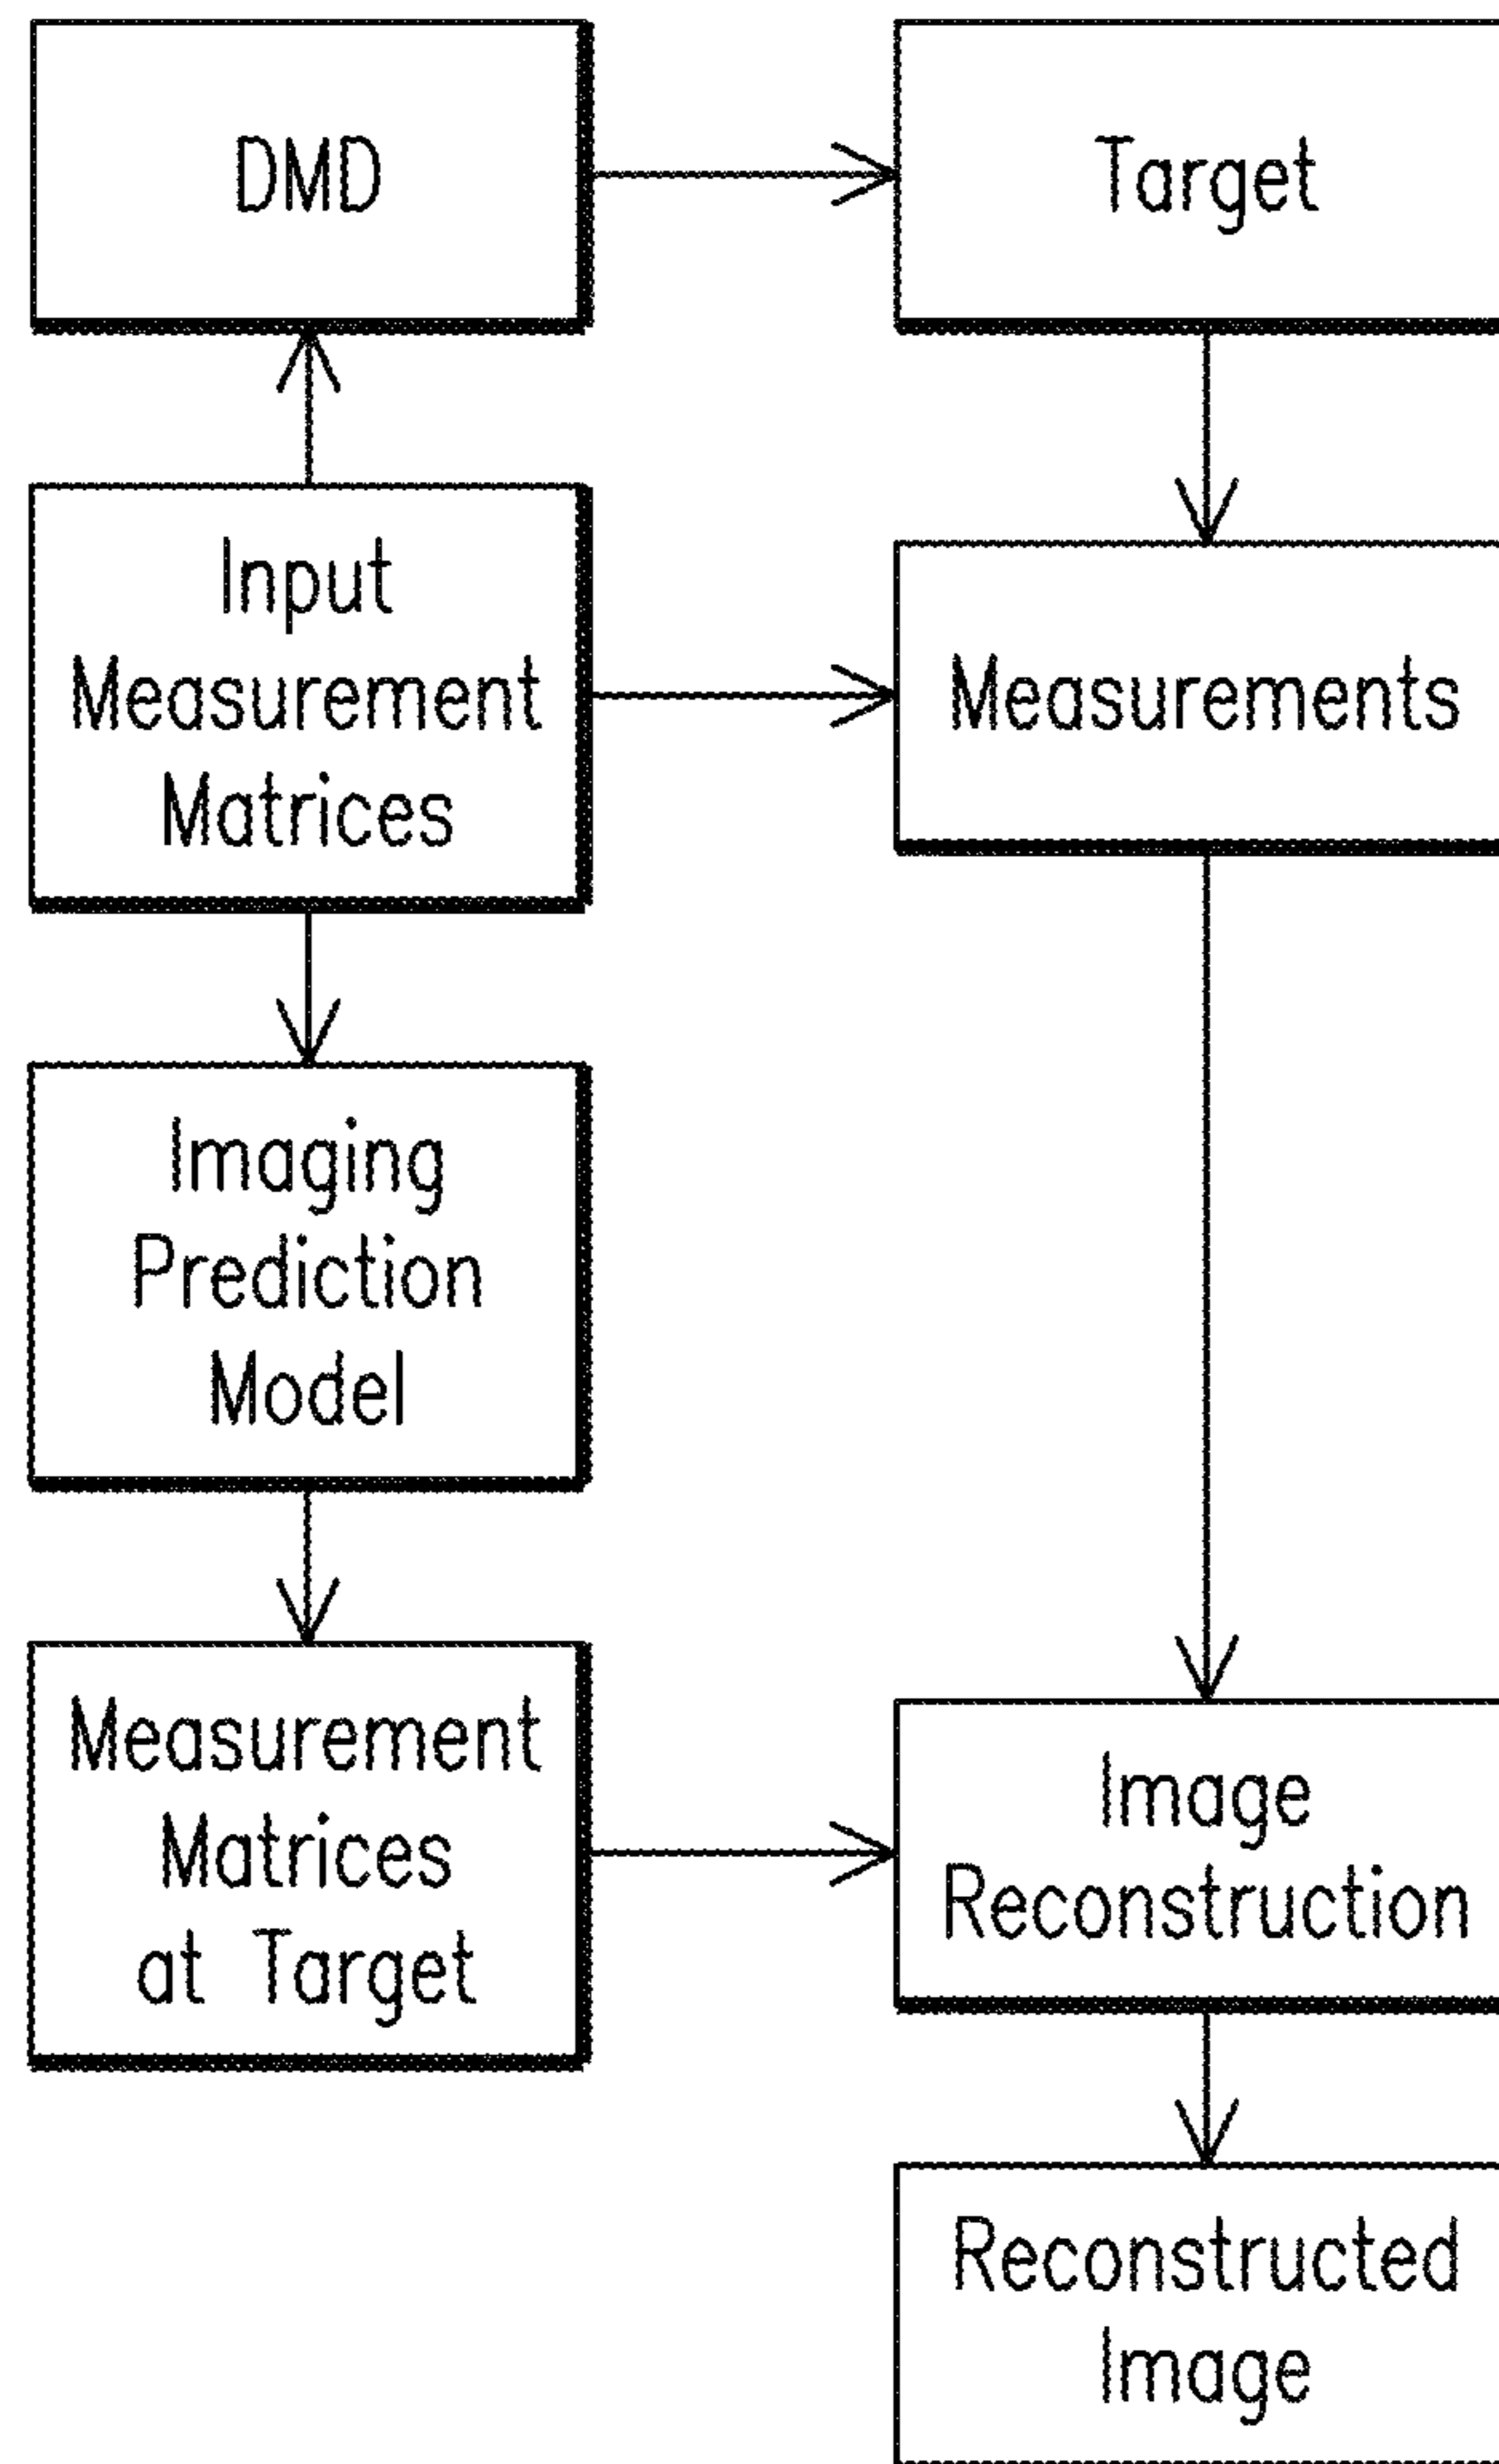 DMD
Target
Input
Measurement
Matrices
Measurements
Imaging
Prediction
Model
Measurement
Matrices
at Target
Image
Reconstruction
Reconstructed
Image